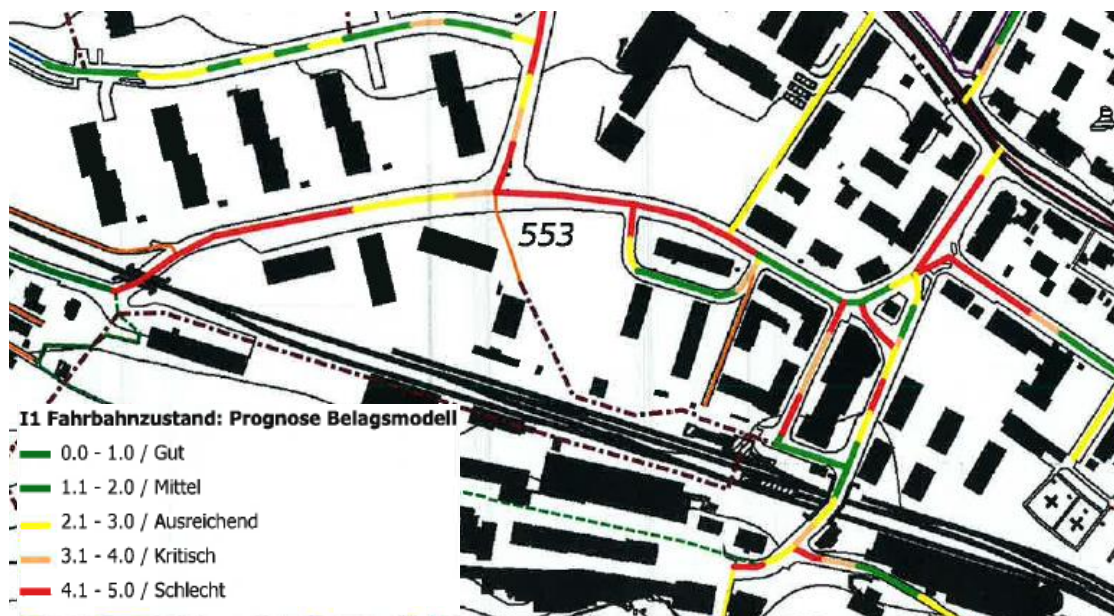 553
I1 Fahrbahnzustand: Prognose Belagsmodell
0.0 - 1.0 / Gut
1.1 - 2.0 / Mittel
2.1 - 3.0 / Ausreichend
3.1 - 4.0 / Kritisch
4.1 - 5.0 / Schlecht